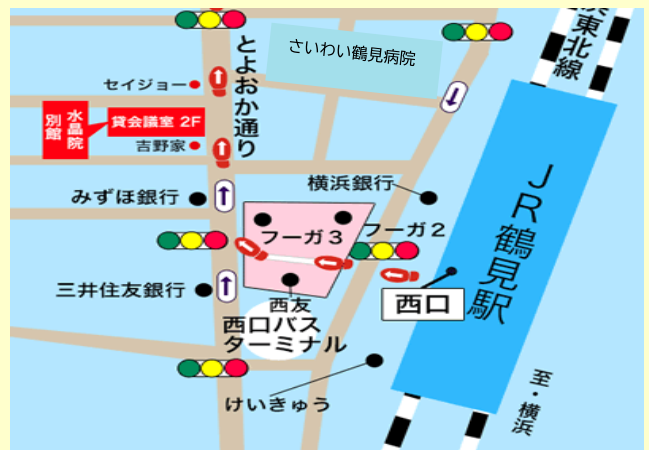 浜東北線
さいわい鶴見病院
とよおか通り
セイジョー
水晶院
別館
貸会議室 2F
吉野家
横浜銀行
みずほ銀行
フーガ3
フーガ2
JR鶴見駅
西口
三井住友銀行
西友
西口バス
ターミナル
至・横浜
けいきゅう